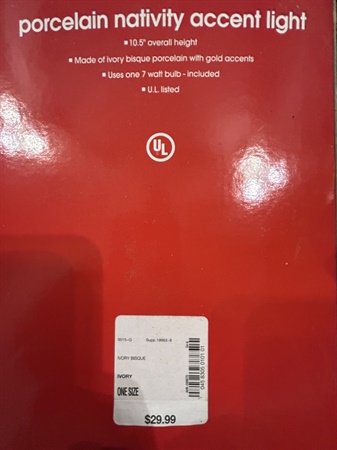 porcelain nativity accent light
▪ 10.5" overall height
▪ Made of ivory bisque porcelain with gold accents
▪ Uses one 7 watt bulb - included
▪ U.L. listed
UL
IVORY BISQUE
IVORY
ONE SIZE
$29.99